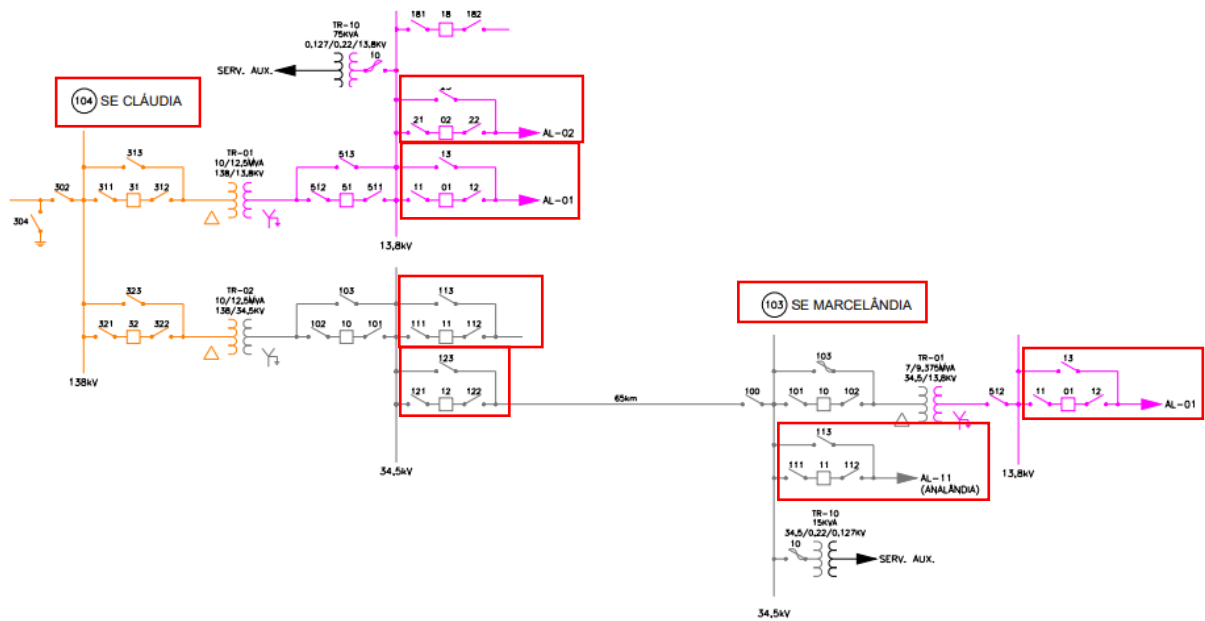 181 18 182
TR-10
75KVA
0,127/0,22/13,8KV
10
SERV. AUX.
104 SE CLÁUDIA
21 02 22
AL-02
313
TR-01
10/12,5MVA
138/13,8KV
513
13
302
311 31 312
512 51 511
11 01 12
AL-01
304
13,8kV
323
TR-02
10/12,5MVA
138/34,5KV
103
113
321 32 322
102 10 101
111 11 112
138kV
123
121 12 122
65km
34,5kV
103 SE MARCELÂNDIA
103
TR-01
7/9,375MVA
34,5/13,8KV
13
100
101 10 102
512
11 01 12
AL-01
113
111 11 112
AL-11
(ANALÂNDIA)
13,8kV
TR-10
15KVA
34,5/0,22/0,127KV
10
SERV. AUX.
34,5kV